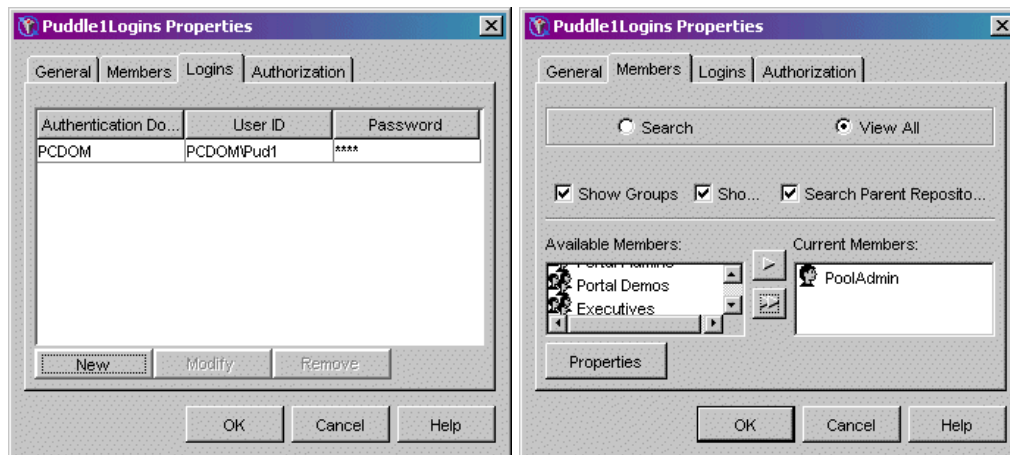 Puddle1Logins Properties
General Members Logins Authorization
Authentication Do... User ID Password
PCDOM PCDOM\Pud1 ****
New Modify Remove
OK Cancel Help
Puddle1Logins Properties
General Members Logins Authorization
Search View All
Show Groups Sho... Search Parent Reposito...
Available Members: Current Members:
Portal Demos
Executives
PoolAdmin
Properties
OK Cancel Help